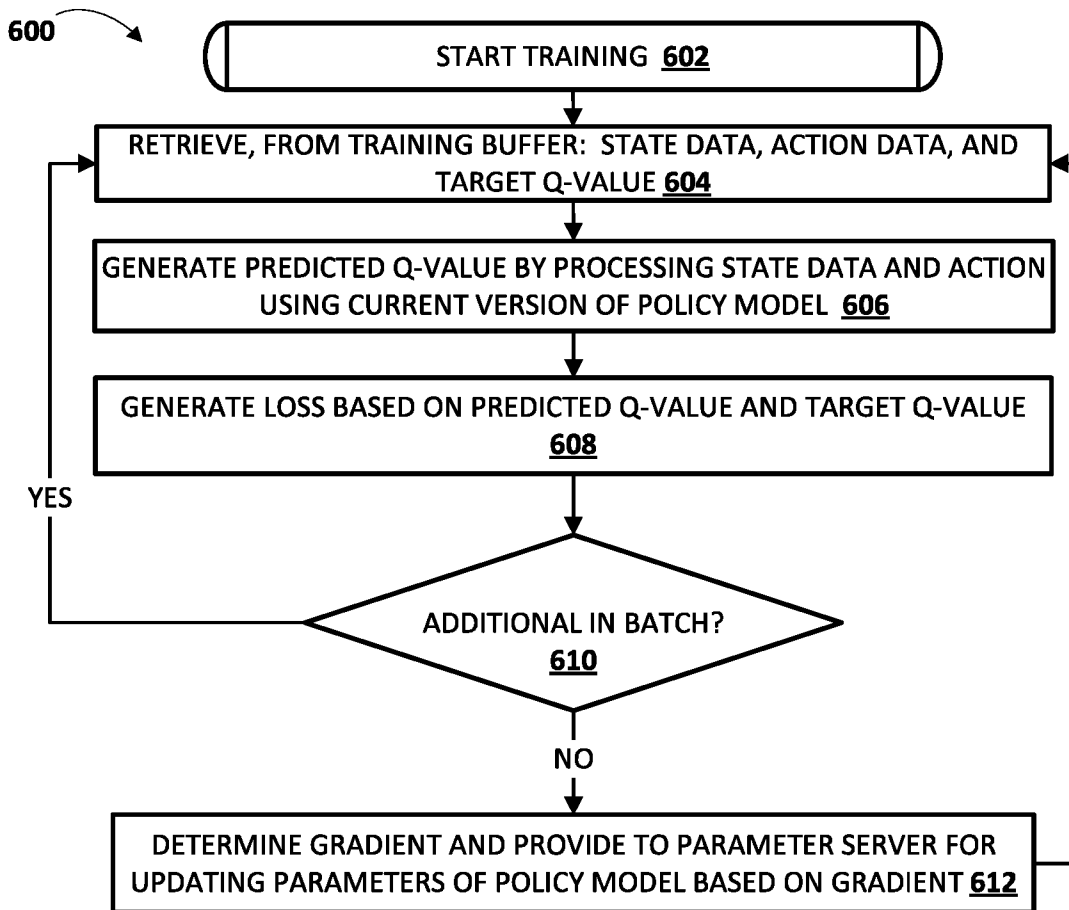 600
START TRAINING 602
RETRIEVE, FROM TRAINING BUFFER: STATE DATA, ACTION DATA, AND
TARGET Q-VALUE 604
GENERATE PREDICTED Q-VALUE BY PROCESSING STATE DATA AND ACTION
USING CURRENT VERSION OF POLICY MODEL 606
GENERATE LOSS BASED ON PREDICTED Q-VALUE AND TARGET Q-VALUE
608
YES
ADDITIONAL IN BATCH?
610
NO
DETERMINE GRADIENT AND PROVIDE TO PARAMETER SERVER FOR
UPDATING PARAMETERS OF POLICY MODEL BASED ON GRADIENT 612